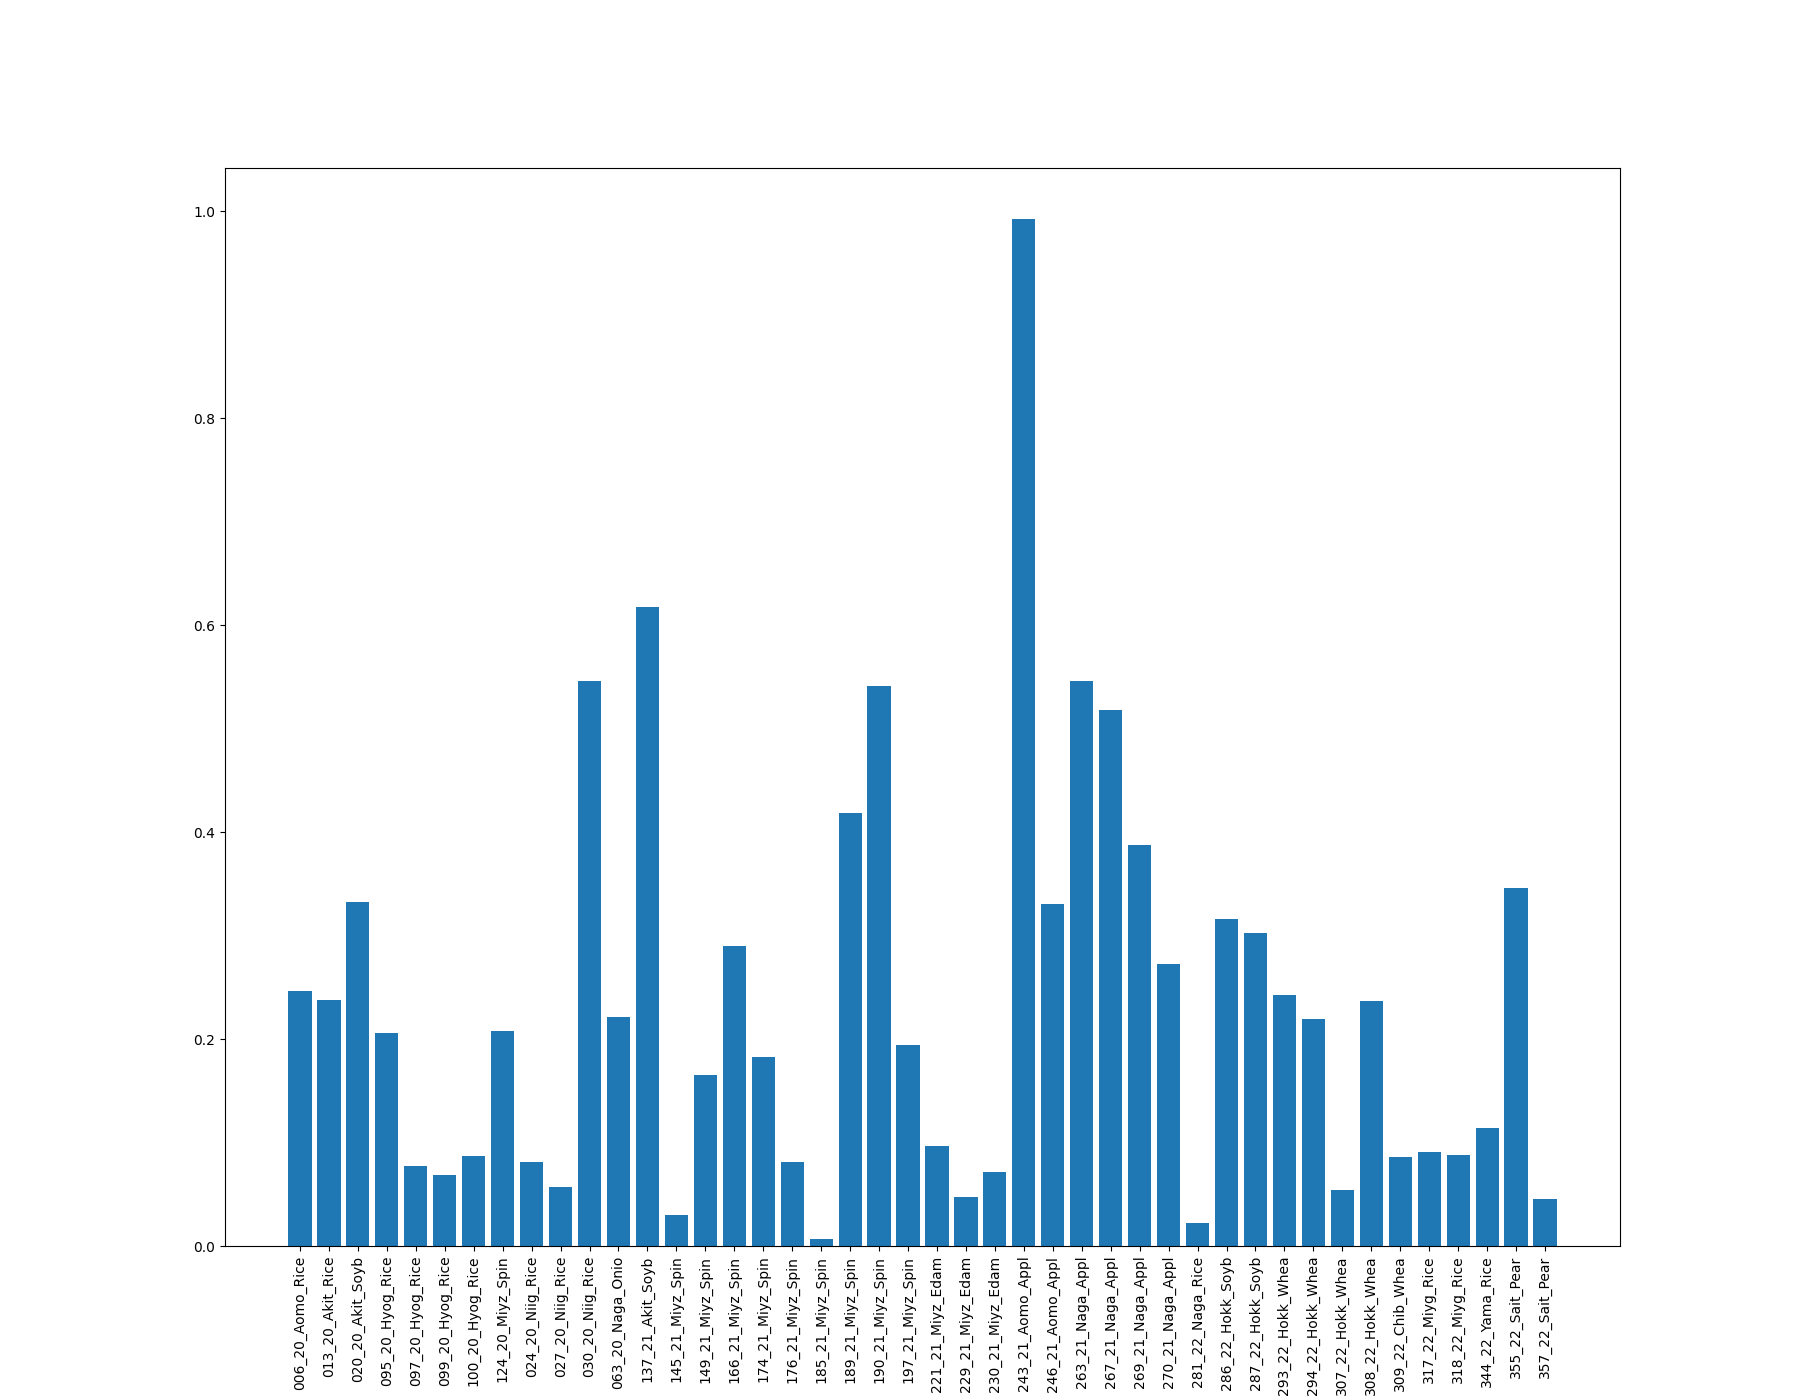 1.0
0.8
0.6
0.4
0.2
0.0
006_20_Aomo_Rice
013_20_Akit_Rice
020_20_Akit_Soyb
095_20_Hyog_Rice
097_20_Hyog_Rice
099_20_Hyog_Rice
100_20_Hyog_Rice
124_20_Miyz_Spin
024_20_Niig_Rice
027_20_Niig_Rice
030_20_Niig_Rice
063_20_Naga_Onio
137_21_Akit_Soyb
145_21_Miyz_Spin
149_21_Miyz_Spin
166_21_Miyz_Spin
174_21_Miyz_Spin
176_21_Miyz_Spin
185_21_Miyz_Spin
189_21_Miyz_Spin
190_21_Miyz_Spin
197_21_Miyz_Spin
221_21_Miyz_Edam
229_21_Miyz_Edam
230_21_Miyz_Edam
243_21_Aomo_Appl
246_21_Aomo_Appl
263_21_Naga_Appl
267_21_Naga_Appl
269_21_Naga_Appl
270_21_Naga_Appl
281_22_Naga_Rice
286_22_Hokk_Soyb
287_22_Hokk_Soyb
293_22_Hokk_Whea
294_22_Hokk_Whea
307_22_Hokk_Whea
308_22_Hokk_Whea
309_22_Chib_Whea
317_22_Miyg_Rice
318_22_Miyg_Rice
344_22_Yama_Rice
355_22_Sait_Pear
357_22_Sait_Pear